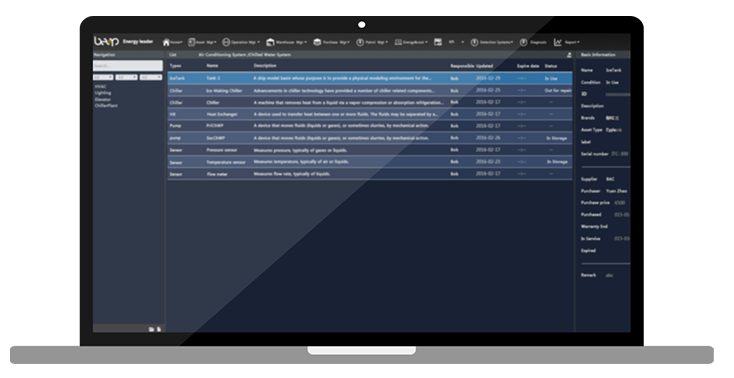 bamp Energy leader Home Asset Mgt Operation Mgt Warehouse Mgt Purchase Mgt Patrol Mgt KPI Detection Systems Diagnosis Report
Navigation List Air Conditioning System /Chilled Water System Basic Information
Types Name Description Responsible Updated Expire date Status
Search...
HVAC
Lighting
Elevator
ChillerPlant
IceTank Tank-1 A ship model basin whose purpose is to provide a physical modeling environment for the... Bob 2016-02-28 --:-- In Use
Chiller Ice-Making Chiller Advancements in chiller technology have provided a number of chiller related components... Bob 2016-02-25 --:-- Out for repair
Chiller Chiller A machine that removes heat from a liquid via a vapor-compression or absorption refrigeration... Bob 2016-02-17 --:-- --
HX Heat Exchanger A device used to transfer heat between one or more fluids. The fluids may be separated by a... Bob 2016-02-17 --:-- --
Pump PriCHWP A device that moves fluids (liquids or gases), or sometimes slurries, by mechanical action. Bob 2016-02-17 --:-- --
pump SecCHWP A device that moves fluids (liquids or gases), or sometimes slurries, by mechanical action. Bob 2016-02-26 --:-- In Storage
Sensor Pressure sensor Measures pressure, typically of gases or liquids. Bob 2016-02-17 --:-- --
Sensor Temperature sensor Measures temperature, typically of air or liquids. Bob 2016-02-23 --:-- In Storage
Sensor Flow meter Measures flow rate, typically of liquids. Bob 2016-02-17 --:-- --
Name IceTank
Condition In Use
ID
Description
Brands
Asset Type
label
Serial number
Supplier BAC
Purchaser Yuan Zhao
Purchase price
Purchased
Warranty End
In Service
Expired
Remark abc